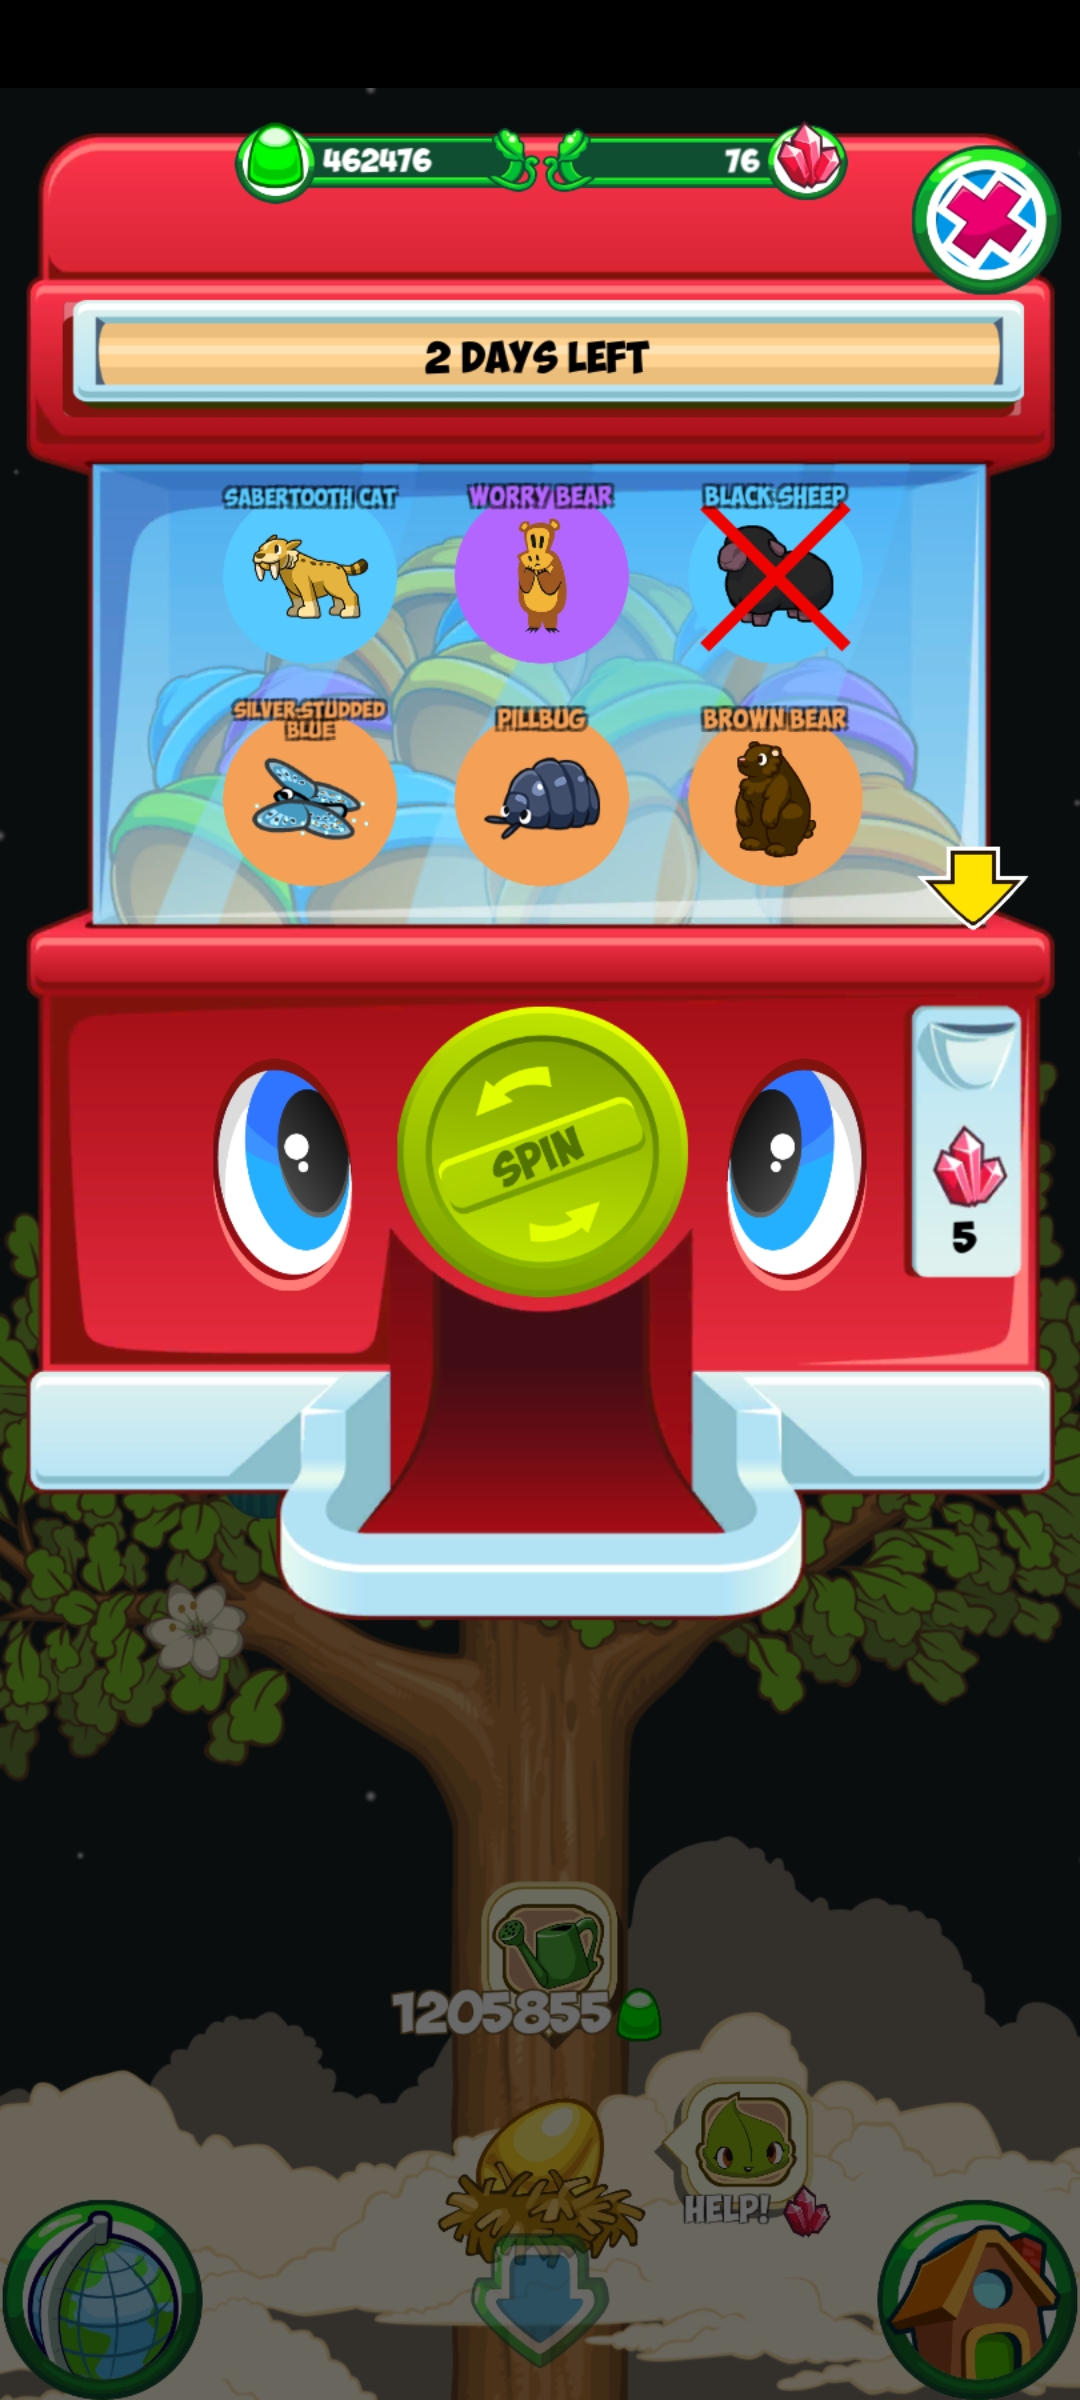 462476
76
2 DAYS LEFT
SABERTOOTH CAT
WORRY BEAR
BLACK SHEEP
SILVER-STUDDED
BLUE
PILLBUG
BROWN BEAR
SPIN
5
1205855
HELP!